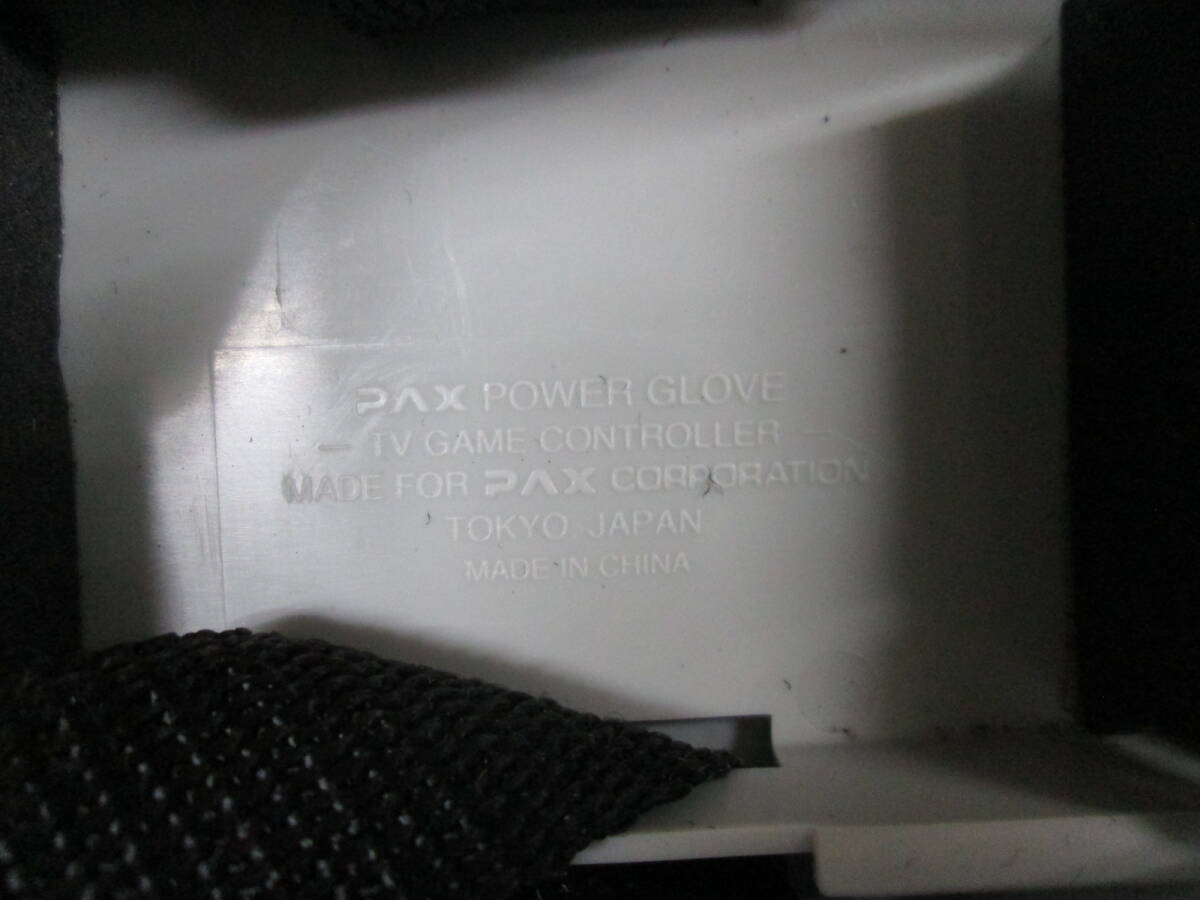 PAX POWER GLOVE
— TV GAME CONTROLLER —
MADE FOR PAX CORPORATION
TOKYO JAPAN
MADE IN CHINA